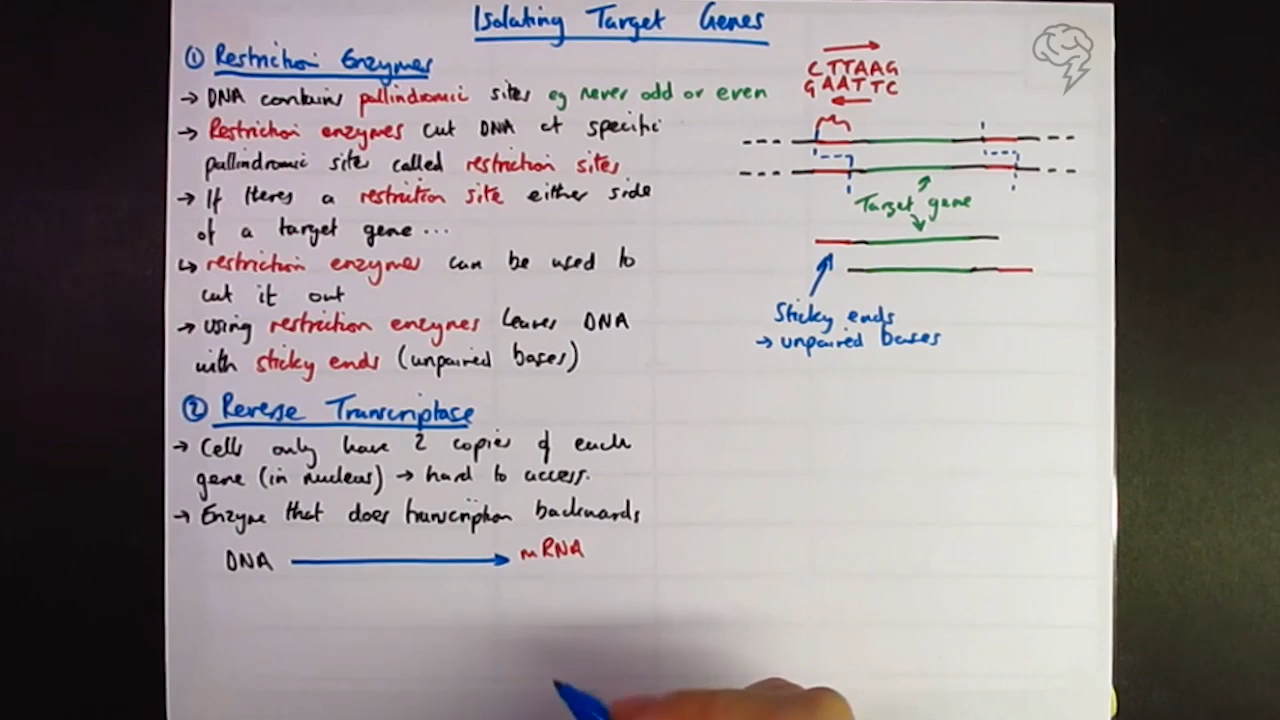 Isolating Target Genes
① Restriction Enzymes
→ DNA contains pallindromic sites eg never odd or even
→ Restriction enzymes cut DNA at specific
pallindromic site called restriction sites
→ If theres a restriction site either side
of a target gene...
↳ restriction enzymes can be used to
cut it out
→ Using restriction enzymes leaves DNA
with sticky ends (unpaired bases)
② Reverse Transcriptase
→ Cells only have 2 copies of each
gene (in nucleus) → hard to access.
→ Enzyme that does transcription backwards
DNA → mRNA
CTTAAG
GAATTC
Target gene
Sticky ends
→ unpaired bases